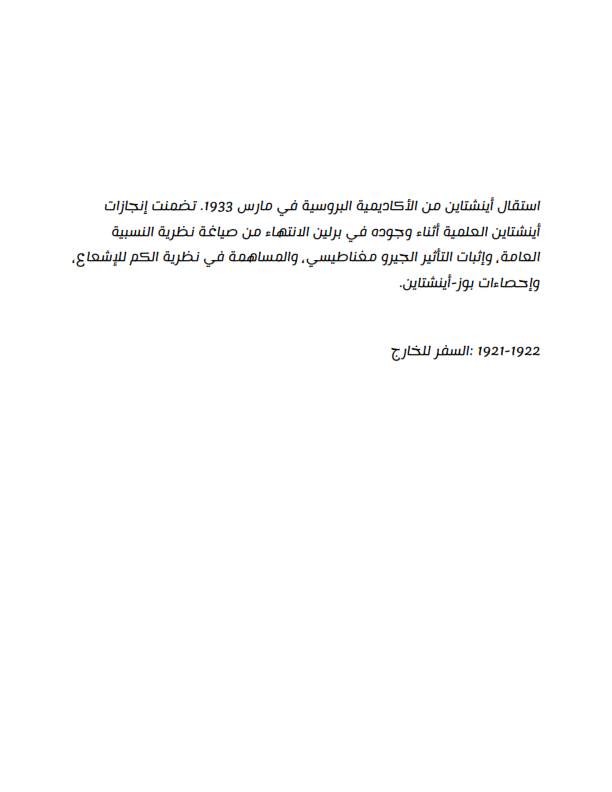 استقال أينشتاين من الأكاديمية البروسية في مارس 1933. تضمنت إنجازات
أينشتاين العلمية أثناء وجوده في برلين الانتهاء من صياغة نظرية النسبية
العامة، وإثبات التأثير الجيرو مغناطيسي، والمساهمة في نظرية الكم للإشعاع،
وإحصاءات بوز-أينشتاين.
1921-1922 :السفر للخارج